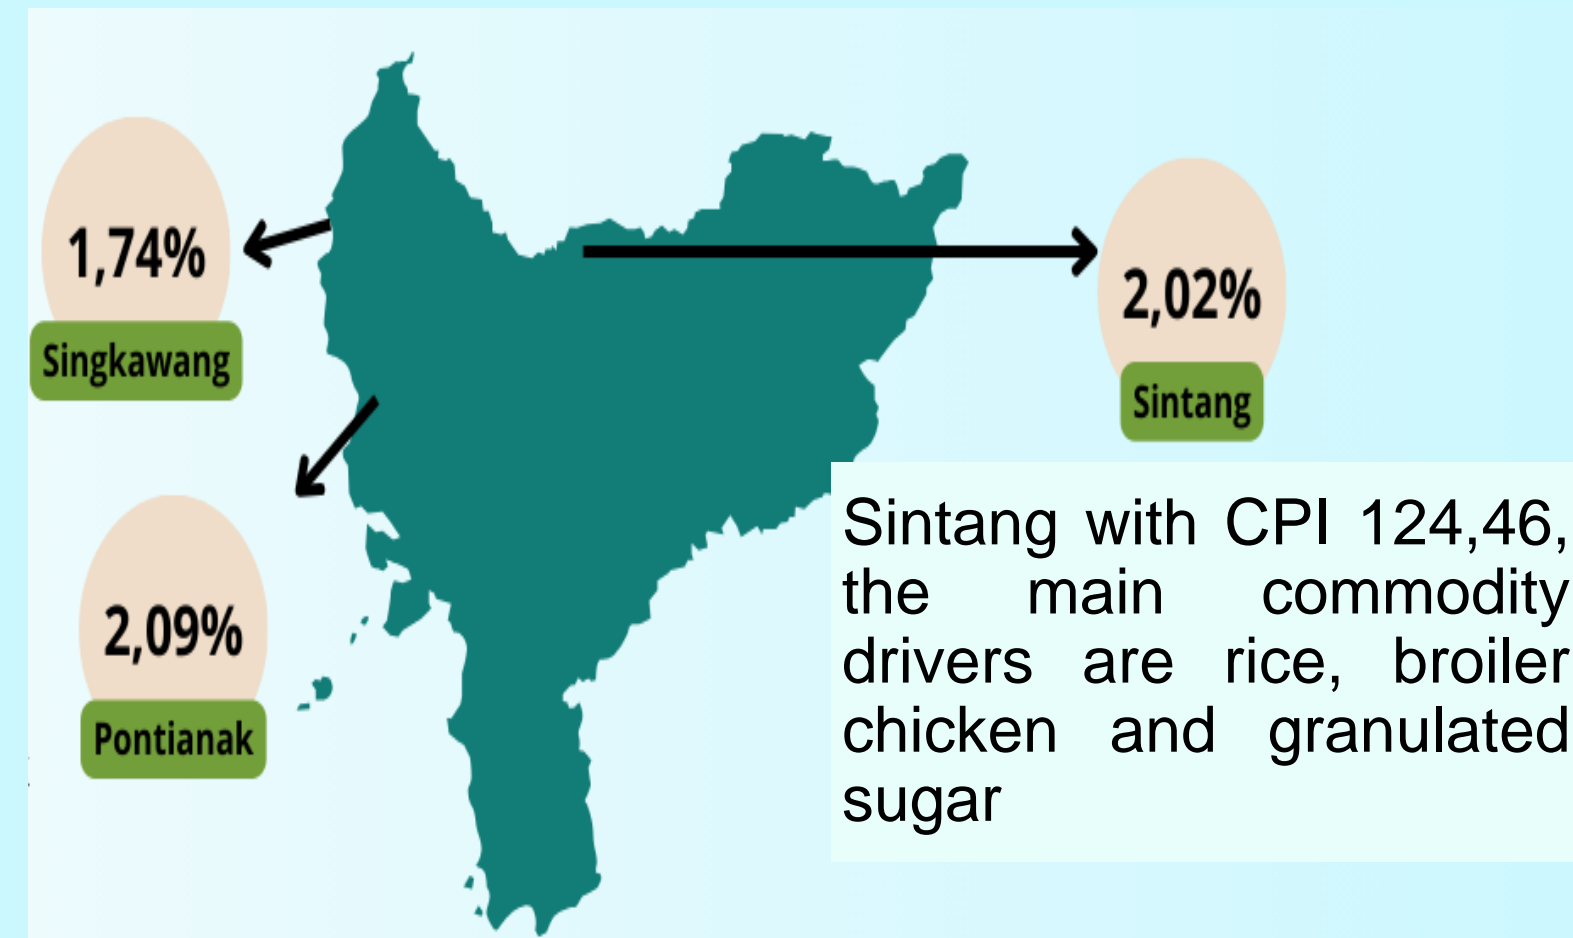 1,74%
Singkawang
2,02%
Sintang
2,09%
Pontianak
Sintang with CPI 124,46,
the main commodity
drivers are rice, broiler
chicken and granulated
sugar